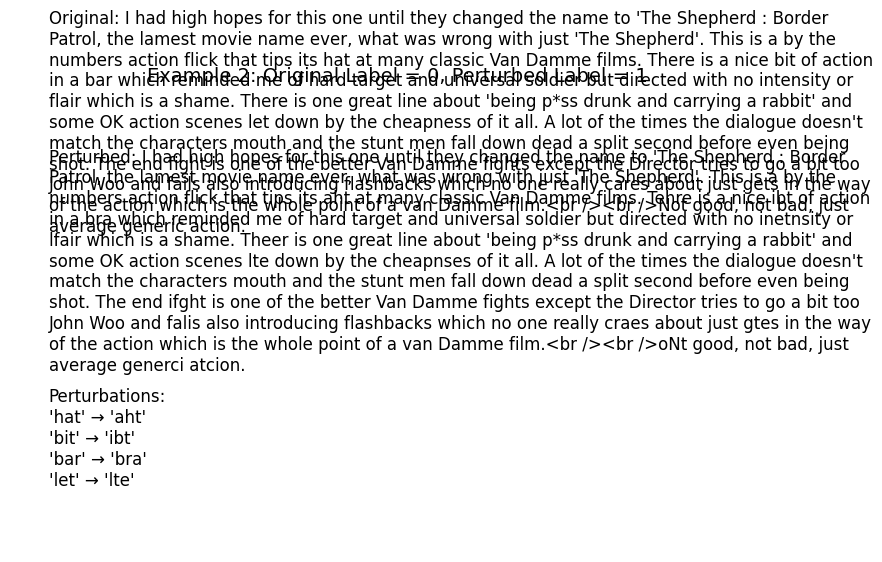 Original: I had high hopes for this one until they changed the name to 'The Shepherd : Border
Patrol, the lamest movie name ever, what was wrong with just 'The Shepherd'. This is a by the
numbers action flick that tips its hat at many classic Van Damme films. There is a nice bit of action
Example 2: Original Label = 0, Perturbed Label = 1
in a bar which reminded me of hard target and universal soldier but directed with no intensity or
flair which is a shame. There is one great line about 'being p*ss drunk and carrying a rabbit' and
some OK action scenes let down by the cheapness of it all. A lot of the times the dialogue doesn't
match the characters mouth and the stunt men fall down dead a split second before even being
shot. The end fight is one of the better Van Damme fights except the Director tries to go a bit too
John Woo and fails also introducing flashbacks which no one really cares about just gets in the way
of the action which is the whole point of a van Damme film.<br /><br />Not good, not bad, just
average generic action.
Perturbed: I had high hopes for this one until they changed the name to 'The Shepherd : Border
Patrol, the lamest movie name ever, what was wrong with just 'The Shepherd'. This is a by the
numbers action flick that tips its aht at many classic Van Damme films. Tehre is a nice ibt of action
in a bra which reminded me of hard target and universal soldier but directed with no inetnsity or
lfair which is a shame. Theer is one great line about 'being p*ss drunk and carrying a rabbit' and
some OK action scenes lte down by the cheapnses of it all. A lot of the times the dialogue doesn't
match the characters mouth and the stunt men fall down dead a split second before even being
shot. The end ifght is one of the better Van Damme fights except the Director tries to go a bit too
John Woo and falis also introducing flashbacks which no one really craes about just gtes in the way
of the action which is the whole point of a van Damme film.<br /><br />oNt good, not bad, just
average generci atcion.
Perturbations:
'hat' → 'aht'
'bit' → 'ibt'
'bar' → 'bra'
'let' → 'lte'